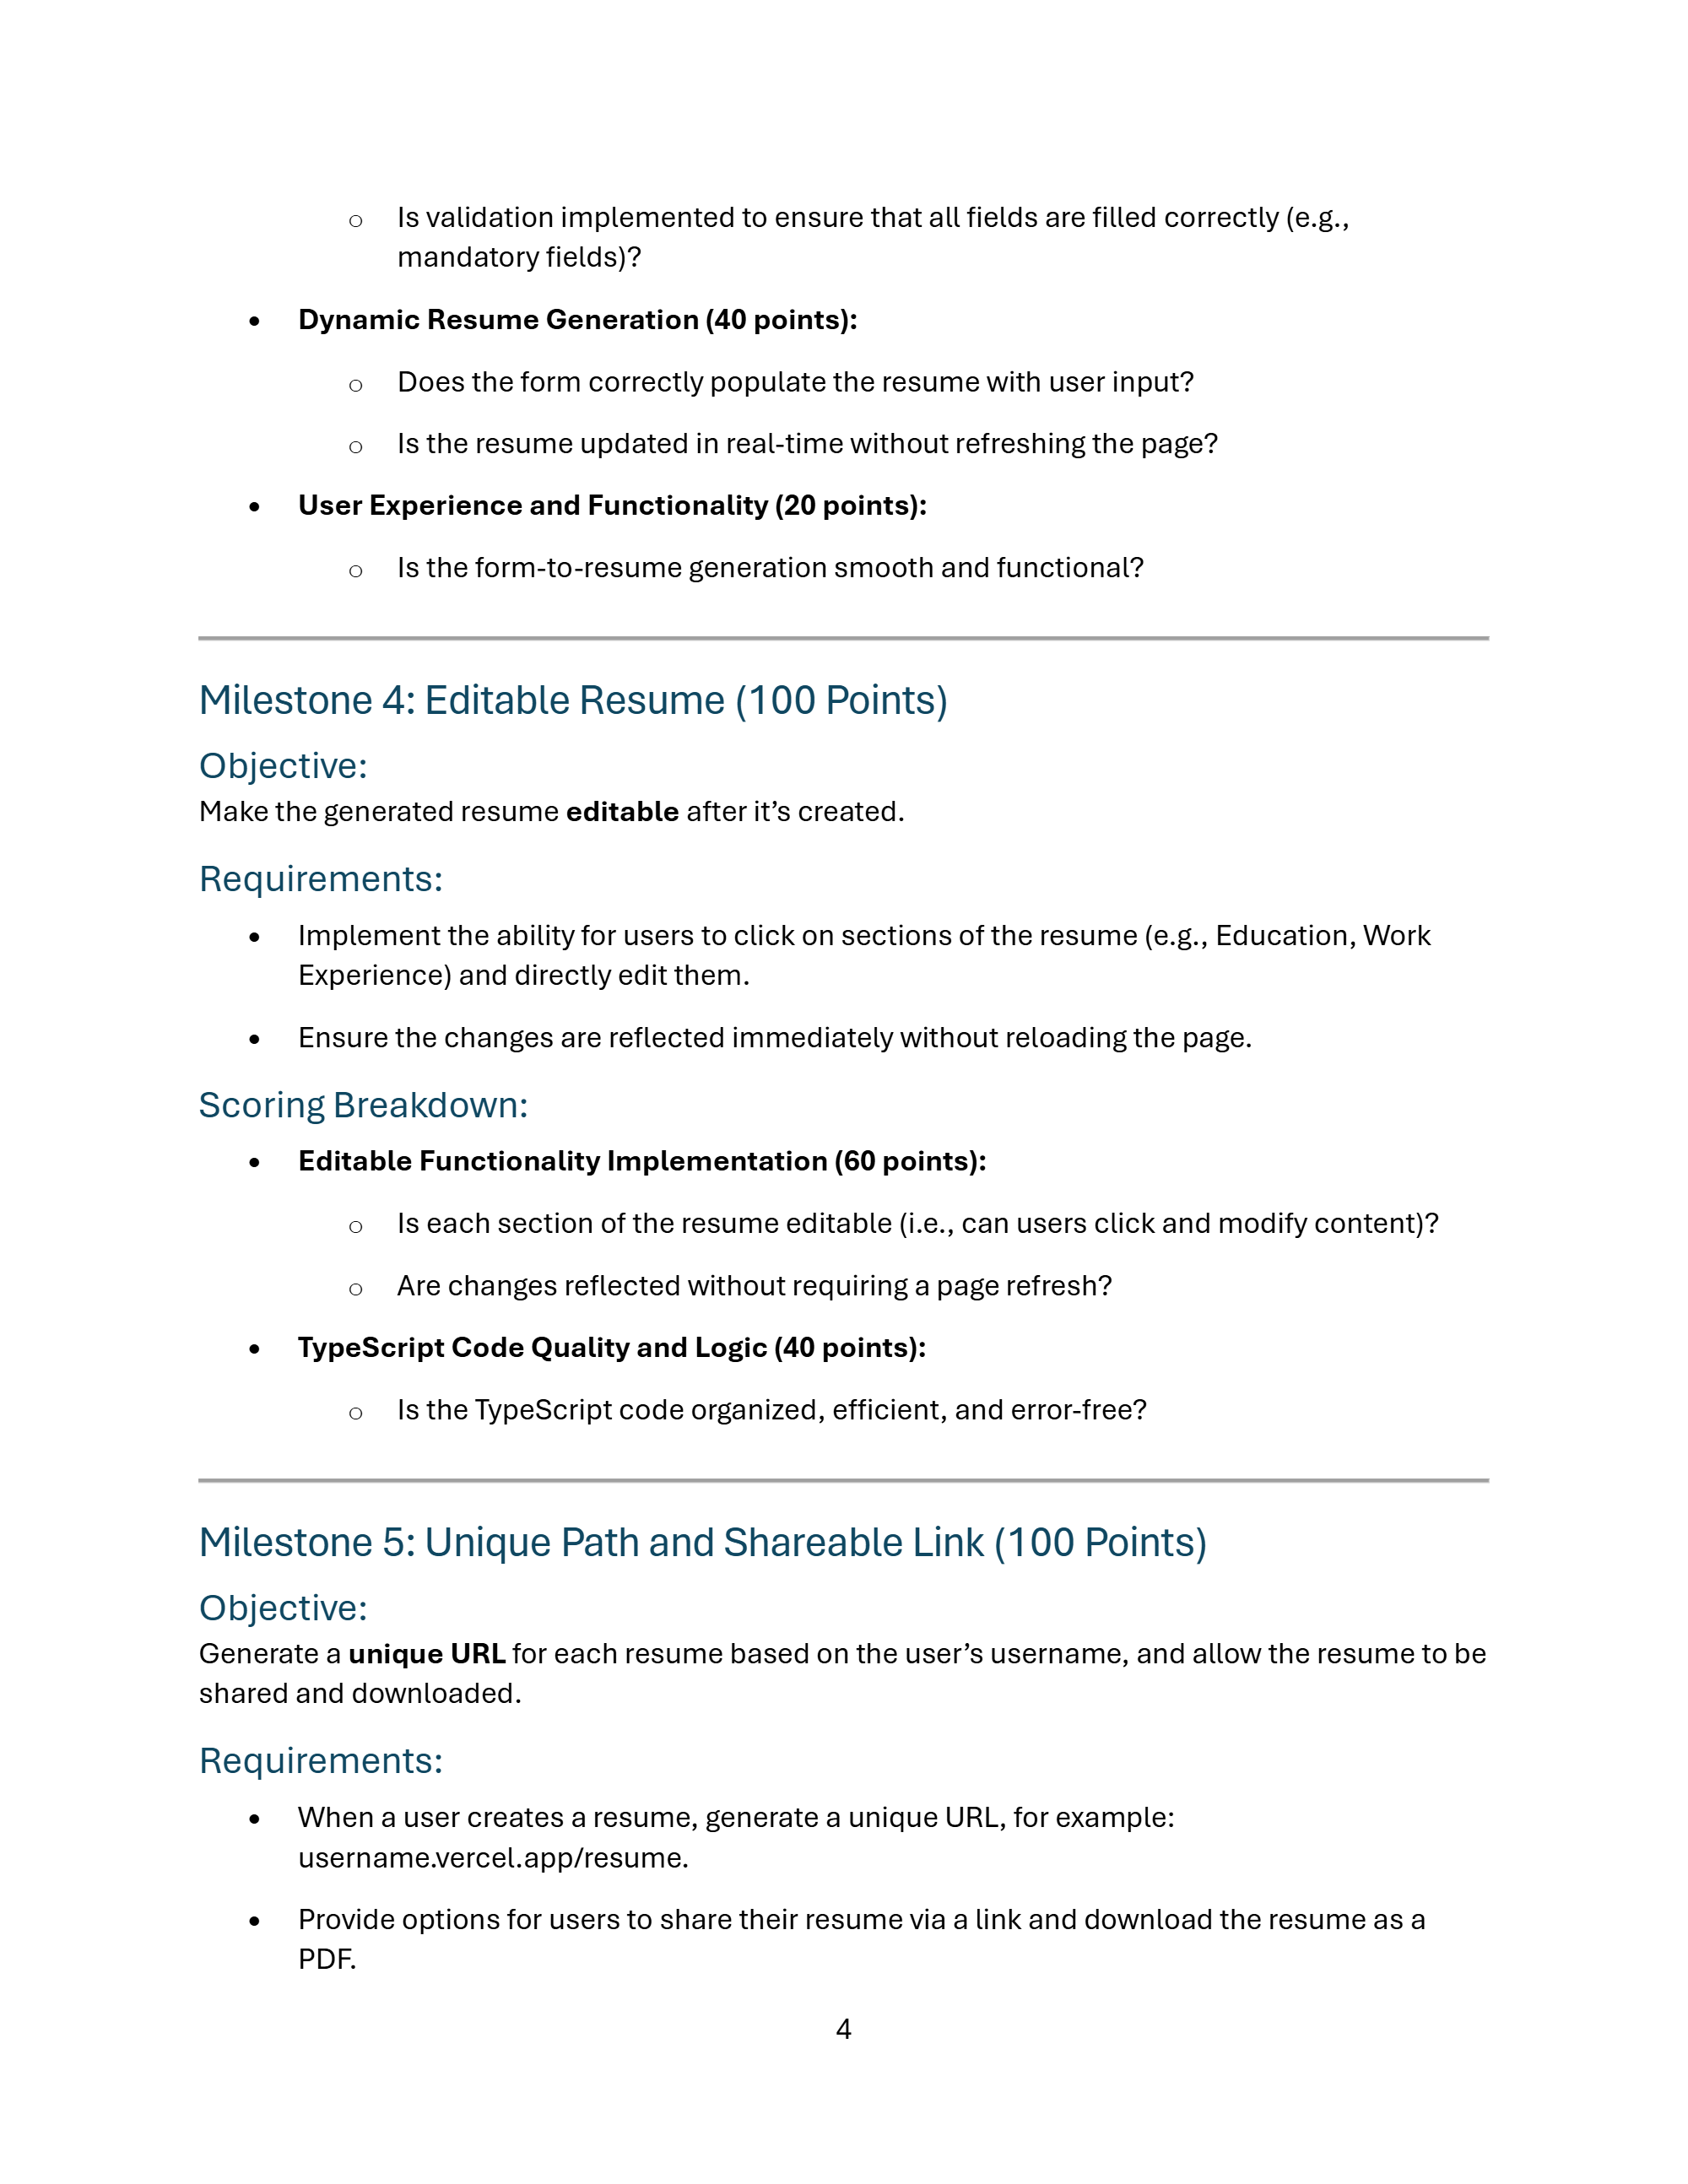 ○ Is validation implemented to ensure that all fields are filled correctly (e.g.,
mandatory fields)?
• Dynamic Resume Generation (40 points):
○ Does the form correctly populate the resume with user input?
○ Is the resume updated in real-time without refreshing the page?
• User Experience and Functionality (20 points):
○ Is the form-to-resume generation smooth and functional?
Milestone 4: Editable Resume (100 Points)
Objective:
Make the generated resume editable after it’s created.
Requirements:
• Implement the ability for users to click on sections of the resume (e.g., Education, Work
Experience) and directly edit them.
• Ensure the changes are reflected immediately without reloading the page.
Scoring Breakdown:
• Editable Functionality Implementation (60 points):
○ Is each section of the resume editable (i.e., can users click and modify content)?
○ Are changes reflected without requiring a page refresh?
• TypeScript Code Quality and Logic (40 points):
○ Is the TypeScript code organized, efficient, and error-free?
Milestone 5: Unique Path and Shareable Link (100 Points)
Objective:
Generate a unique URL for each resume based on the user’s username, and allow the resume to be
shared and downloaded.
Requirements:
• When a user creates a resume, generate a unique URL, for example:
username.vercel.app/resume.
• Provide options for users to share their resume via a link and download the resume as a
PDF.
4